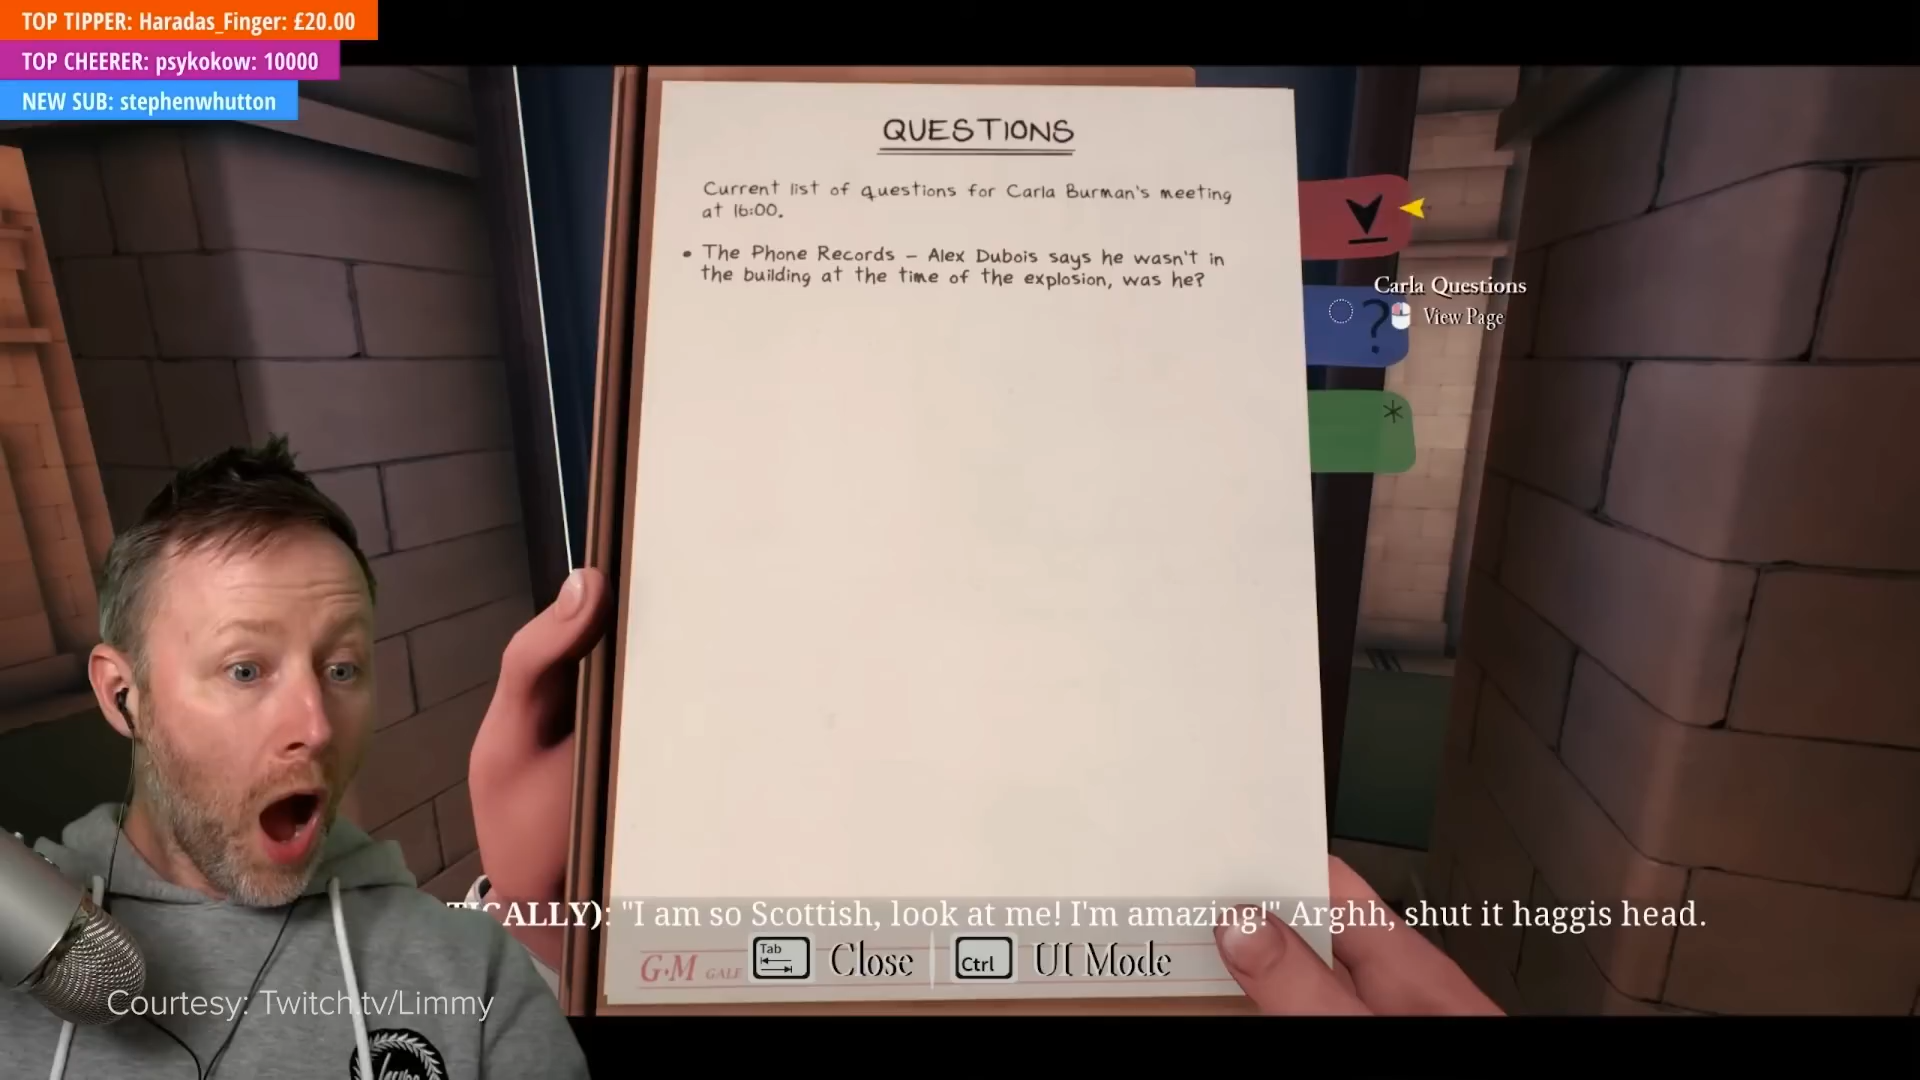 TOP TIPPER: Haradas_Finger: £20.00
TOP CHEERER: psykokow: 10000
NEW SUB: stephenwhutton
QUESTIONS
Current list of questions for Carla Burman's meeting
at 16:00.
• The Phone Records – Alex Dubois says he wasn't in
the building at the time of the explosion, was he?
Carla Questions
?
View Page
*
TICALLY): "I am so Scottish, look at me! I'm amazing!" Arghh, shut it haggis head.
G·M
Tab
Close
Ctrl
UI Mode
Courtesy: Twitch.tv/Limmy